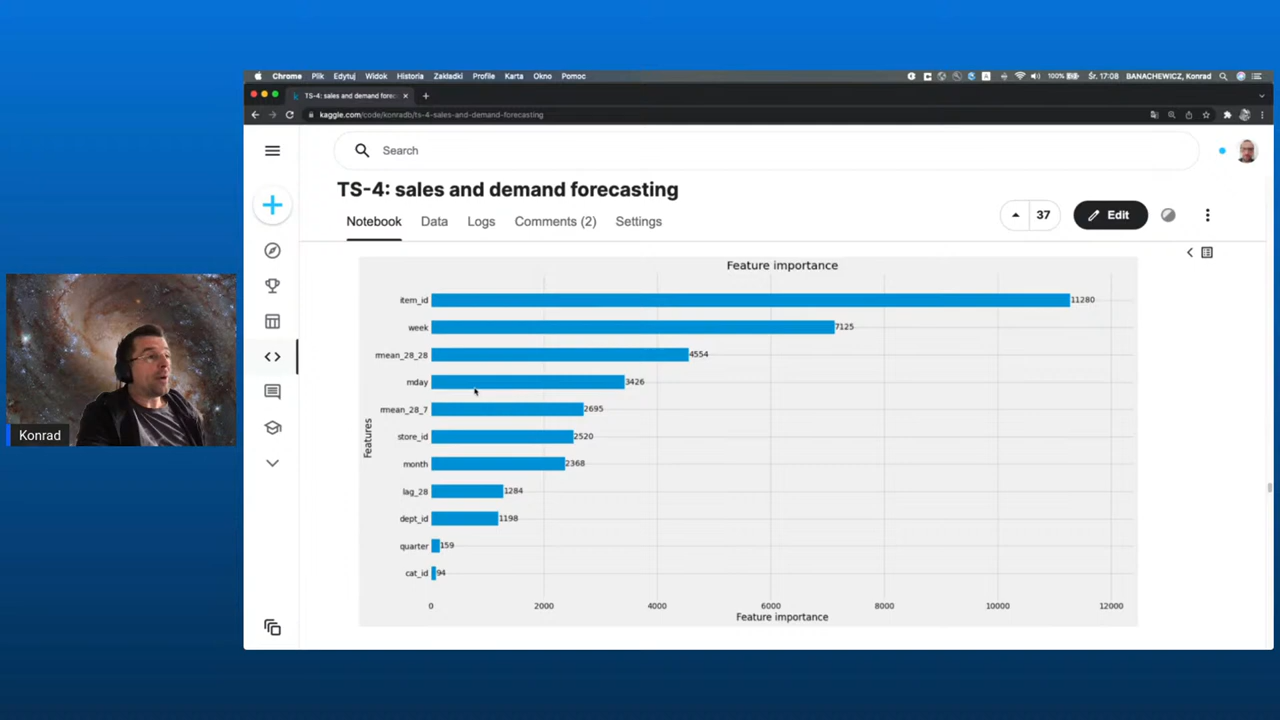 Chrome Plik Edytuj Widok Historia Zakładki Profile Karta Okno Pomoc 100% Śr. 17:08 BANACHEWICZ, Konrad
TS-4: sales and demand forec
kaggle.com/code/konradb/ts-4-sales-and-demand-forecasting
Search
TS-4: sales and demand forecasting
37 Edit
Notebook Data Logs Comments (2) Settings
Feature importance
item_id 11280
week 7125
rmean_28_28 4554
mday 3426
rmean_28_7 2695
store_id 2520
month 2368
lag_28 1284
dept_id 1198
quarter 159
cat_id 94
Features
0 2000 4000 6000 8000 10000 12000
Feature importance
Konrad